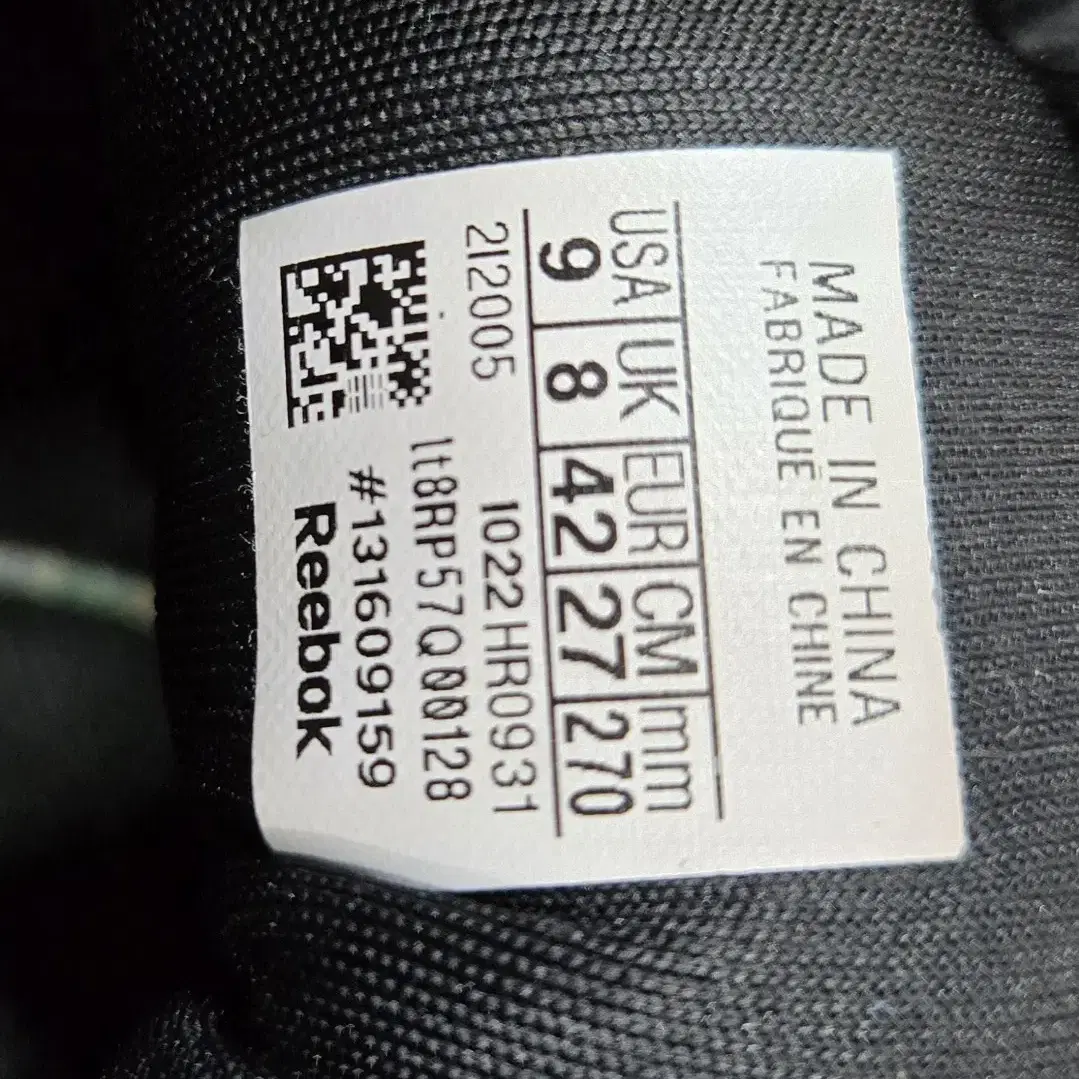 MADE IN CHINA
FABRIQUÉ EN CHINE
USA UK EUR CM mm
9 8 42 27 270
2I2005 I022 HR0931
1t8RP57Q00128
#131609159
Reebok